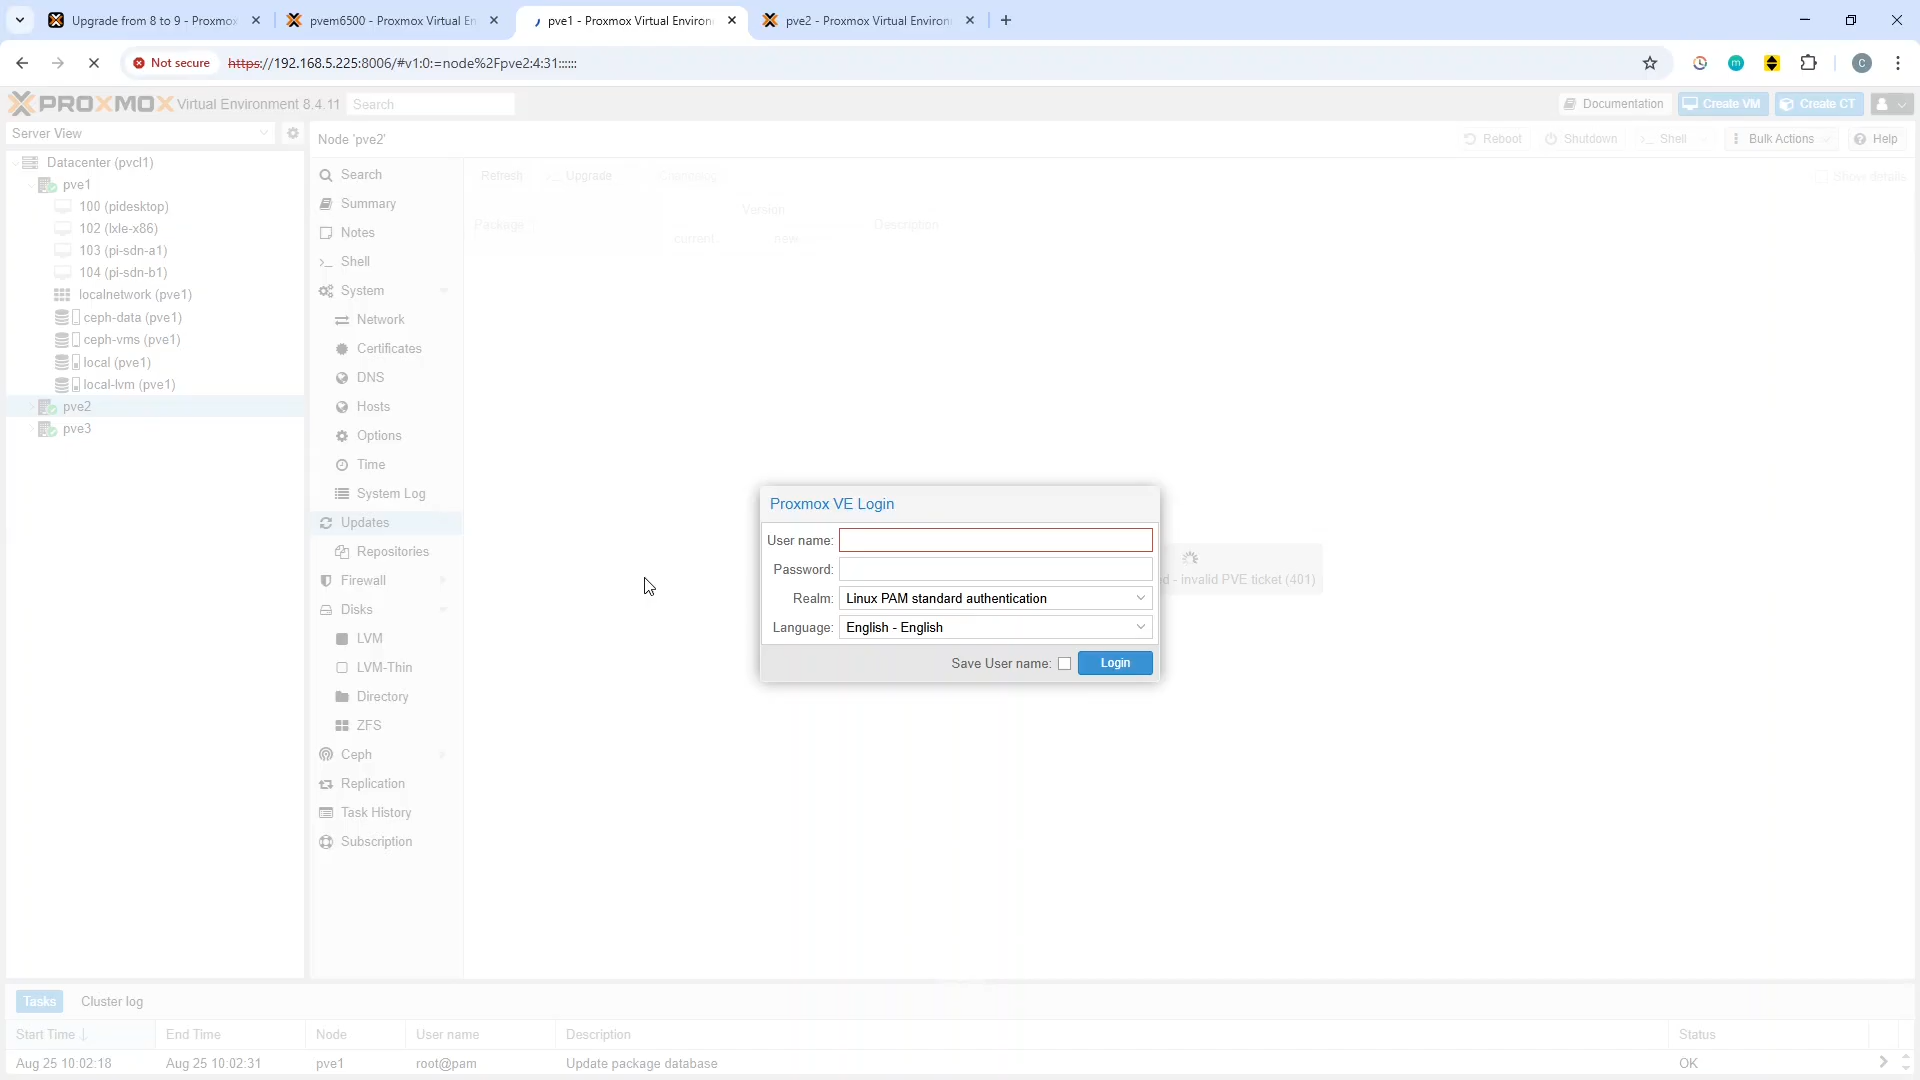 Upgrade from 8 to 9 - Proxmox
pvem6500 - Proxmox Virtual En
pve1 - Proxmox Virtual Environ
pve2 - Proxmox Virtual Environ
Not secure
https://192.168.5.225:8006/#v1:0:=node%2Fpve2:4:31::::::
C
PROXMOX Virtual Environment 8.4.11
Search
Documentation
Create VM
Create CT
Server View
Node 'pve2'
Reboot
Shutdown
Shell
Bulk Actions
Help
Datacenter (pvcl1)
pve1
100 (pidesktop)
102 (lxle-x86)
103 (pi-sdn-a1)
104 (pi-sdn-b1)
localnetwork (pve1)
ceph-data (pve1)
ceph-vms (pve1)
local (pve1)
local-lvm (pve1)
pve2
pve3
Search
Summary
Notes
Shell
System
Network
Certificates
DNS
Hosts
Options
Time
System Log
Updates
Repositories
Firewall
Disks
LVM
LVM-Thin
Directory
ZFS
Ceph
Replication
Task History
Subscription
Refresh
Upgrade
Changelog
Show details
Package
Version
current
new
Description
Proxmox VE Login
User name:
Password:
Realm: Linux PAM standard authentication
Language: English - English
Save User name:
Login
ed - invalid PVE ticket (401)
Tasks
Cluster log
Start Time
End Time
Node
User name
Description
Status
Aug 25 10:02:18
Aug 25 10:02:31
pve1
root@pam
Update package database
OK